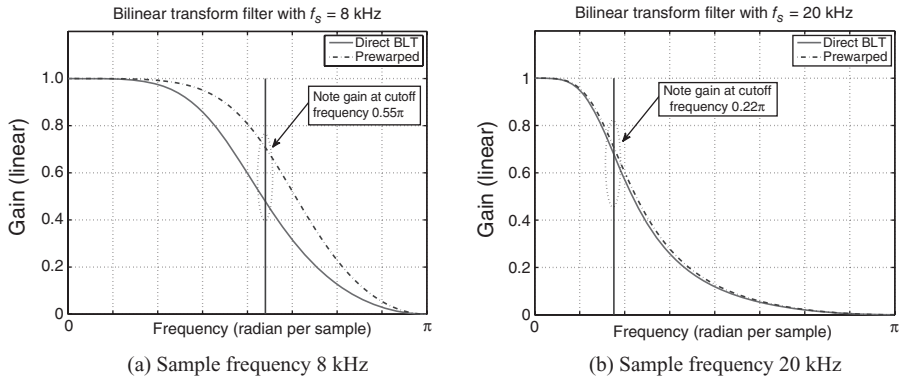 Bilinear transform filter with fs = 8 kHz
Direct BLT
Prewarped
1.0
0.8
0.6
0.4
0.2
0
Gain (linear)
Note gain at cutoff
frequency 0.55π
0
Frequency (radian per sample)
π
(a) Sample frequency 8 kHz
Bilinear transform filter with fs = 20 kHz
Direct BLT
Prewarped
1.0
0.8
0.6
0.4
0.2
0
Gain (linear)
Note gain at cutoff
frequency 0.22π
0
Frequency (radian per sample)
π
(b) Sample frequency 20 kHz